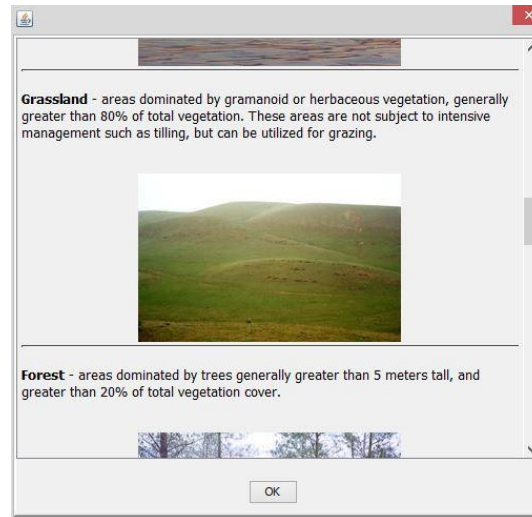 Grassland - areas dominated by gramanoid or herbaceous vegetation, generally
greater than 80% of total vegetation. These areas are not subject to intensive
management such as tilling, but can be utilized for grazing.
Forest - areas dominated by trees generally greater than 5 meters tall, and
greater than 20% of total vegetation cover.
OK